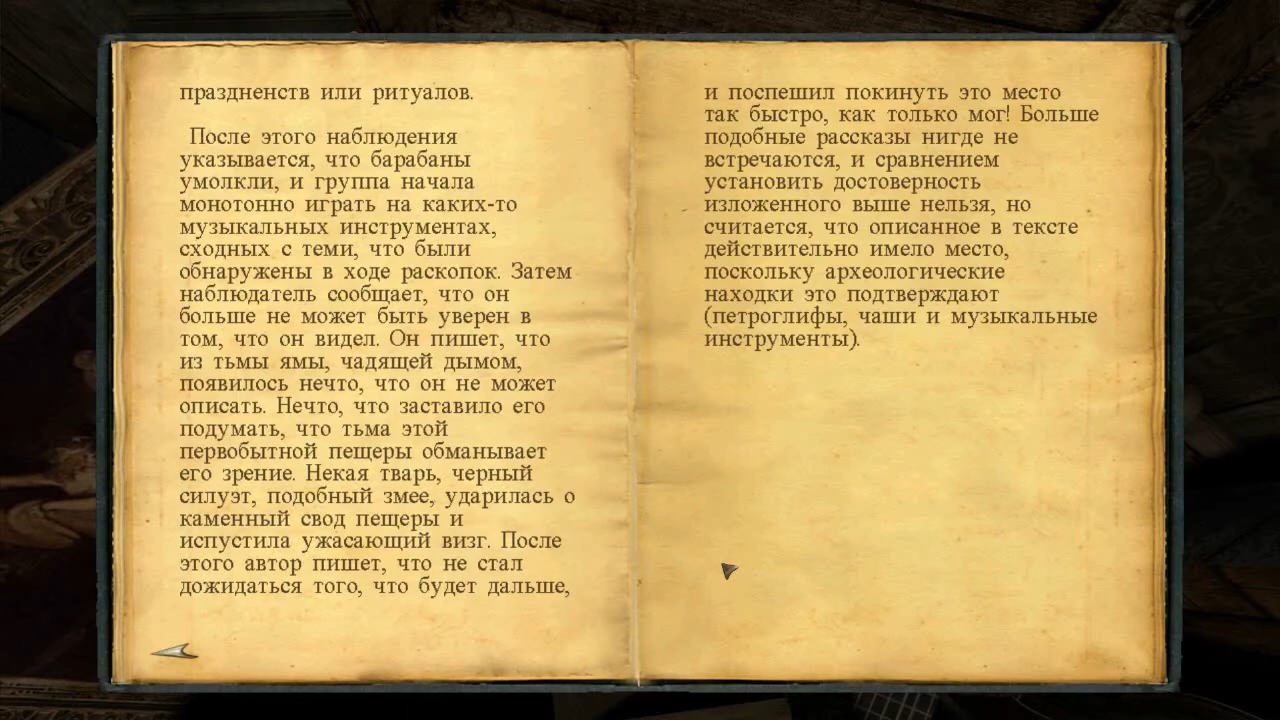 праздненств или ритуалов.
После этого наблюдения
указывается, что барабаны
умолкли, и группа начала
монотонно играть на каких-то
музыкальных инструментах,
сходных с теми, что были
обнаружены в ходе раскопок. Затем
наблюдатель сообщает, что он
больше не может быть уверен в
том, что он видел. Он пишет, что
из тьмы ямы, чадящей дымом,
появилось нечто, что он не может
описать. Нечто, что заставило его
подумать, что тьма этой
первобытной пещеры обманывает
его зрение. Некая тварь, черный
силуэт, подобный змее, ударилась о
каменный свод пещеры и
испустила ужасающий визг. После
этого автор пишет, что не стал
дожидаться того, что будет дальше,
и поспешил покинуть это место
так быстро, как только мог! Больше
подобные рассказы нигде не
встречаются, и сравнением
установить достоверность
изложенного выше нельзя, но
считается, что описанное в тексте
действительно имело место,
поскольку археологические
находки это подтверждают
(петроглифы, чаши и музыкальные
инструменты).